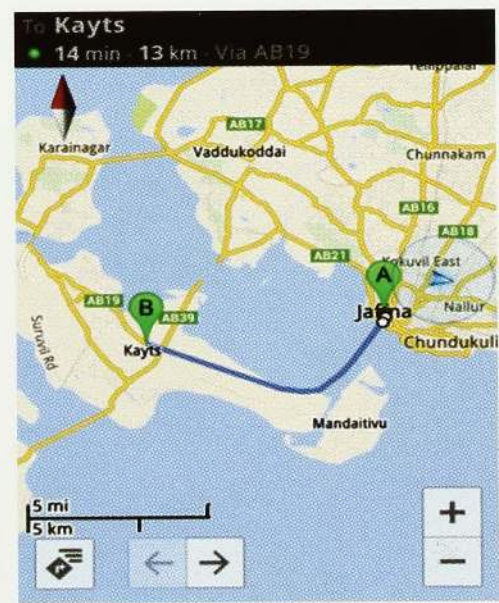 To Kayts
14 min · 13 km · Via AB19
Tellippalai
AB17
Karainagar
Vaddukoddai
Chunnakam
AB16
AB18
AB21
Kokuvil East
A
AB19
B
AB39
Jaffna
Nallur
Suruvil Rd
Kayts
Chundukuli
Mandaitivu
5 mi
5 km
+
−